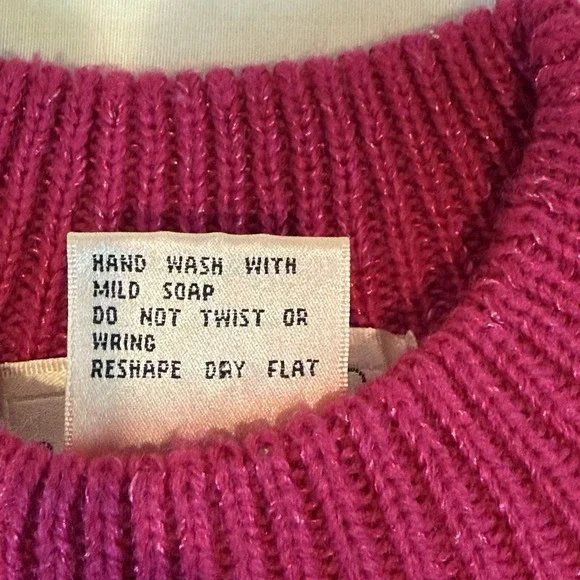 HAND WASH WITH
MILD SOAP
DO NOT TWIST OR
WRING
RESHAPE DRY FLAT